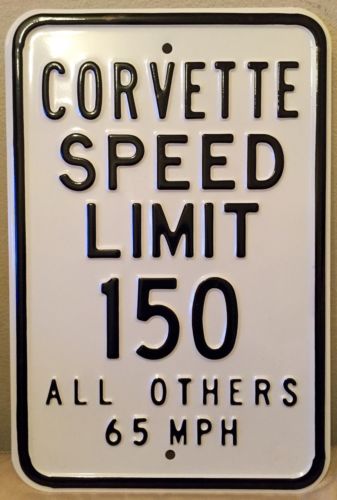 CORVETTE
SPEED
LIMIT
150
ALL OTHERS
65 MPH